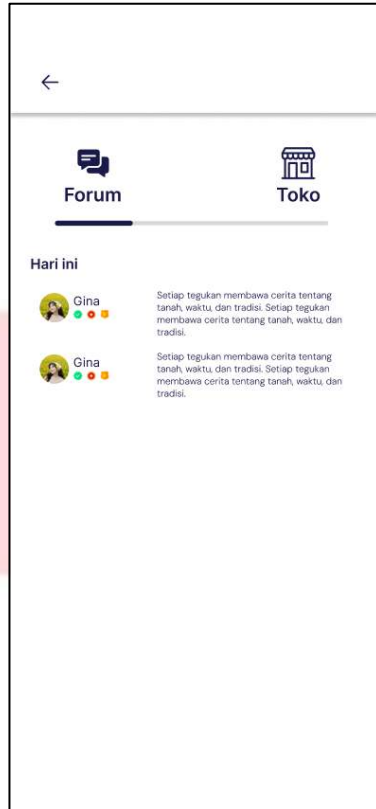 Forum
Toko
Hari ini
Gina
Setiap tegukan membawa cerita tentang
tanah, waktu, dan tradisi. Setiap tegukan
membawa cerita tentang tanah, waktu, dan
tradisi.
Gina
Setiap tegukan membawa cerita tentang
tanah, waktu, dan tradisi. Setiap tegukan
membawa cerita tentang tanah, waktu, dan
tradisi.